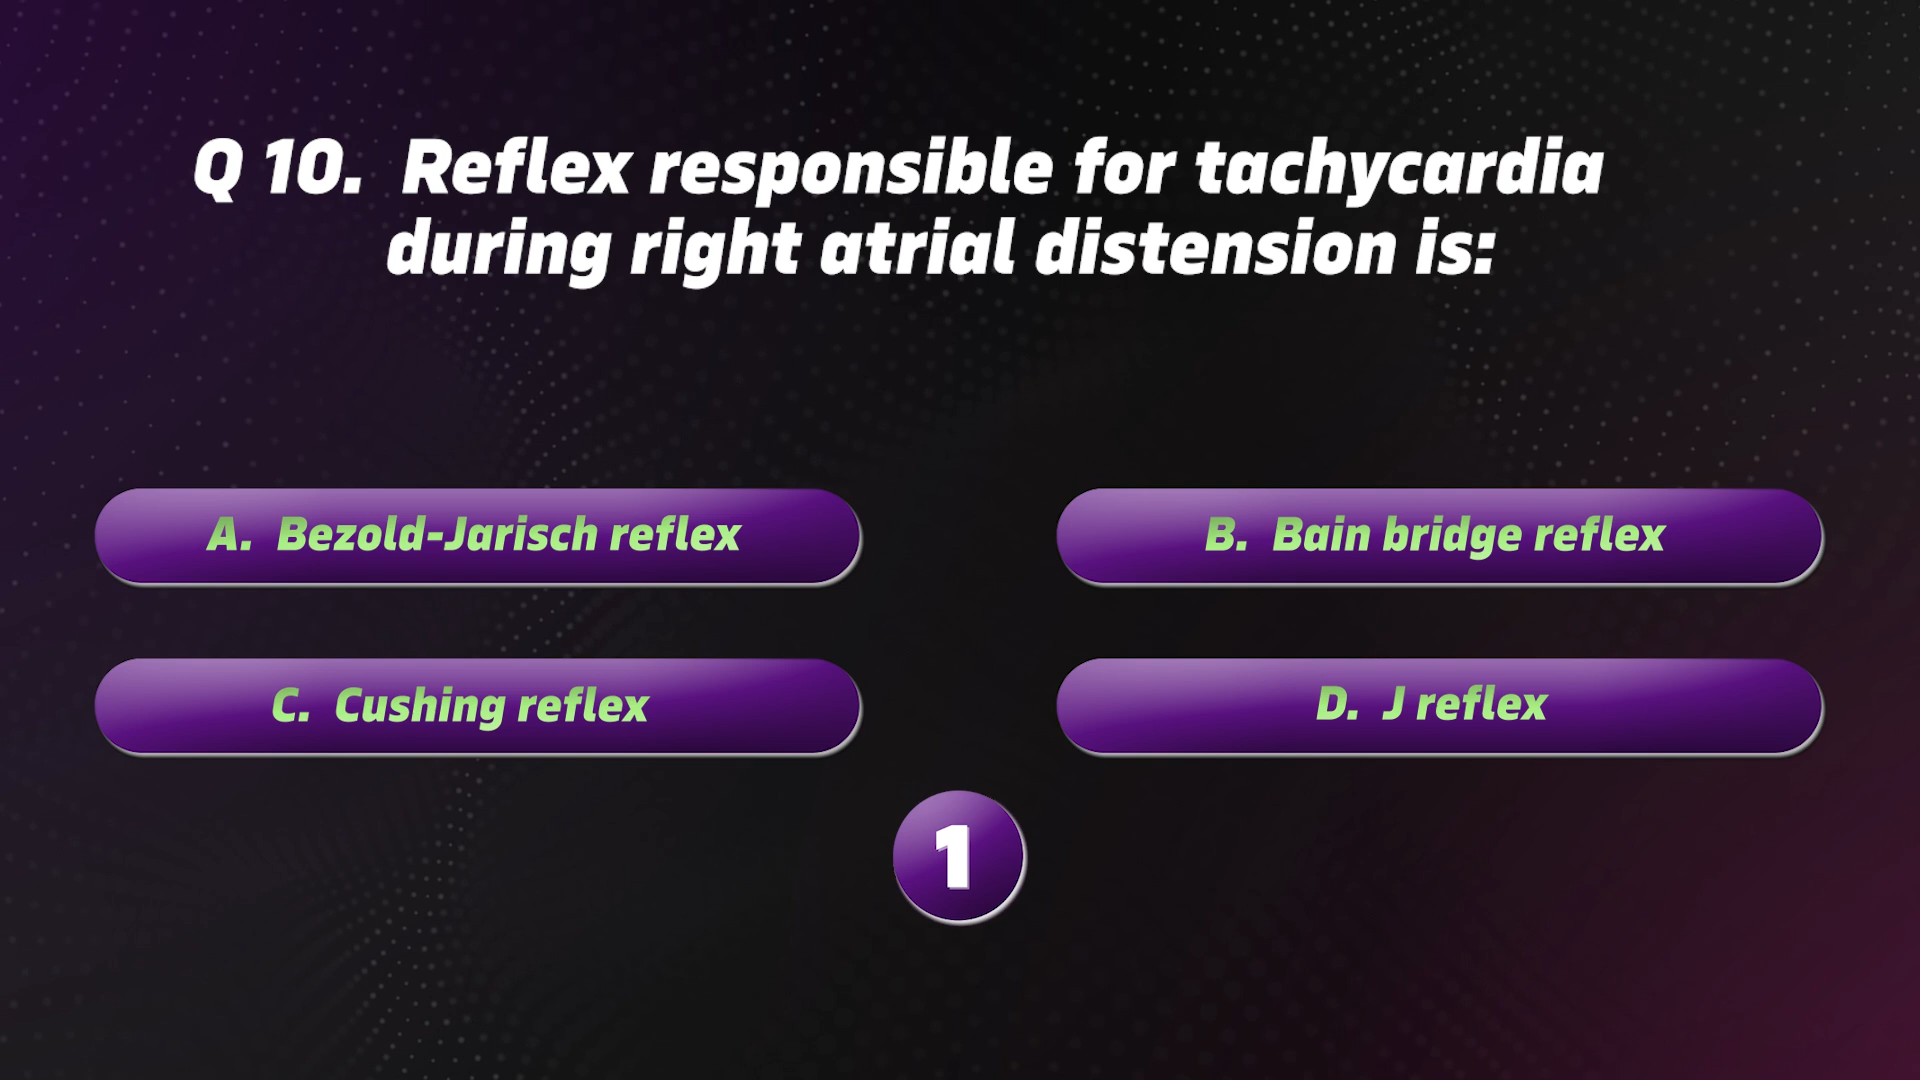 Q 10. Reflex responsible for tachycardia
during right atrial distension is:
A. Bezold-Jarisch reflex
B. Bain bridge reflex
C. Cushing reflex
D. J reflex
1